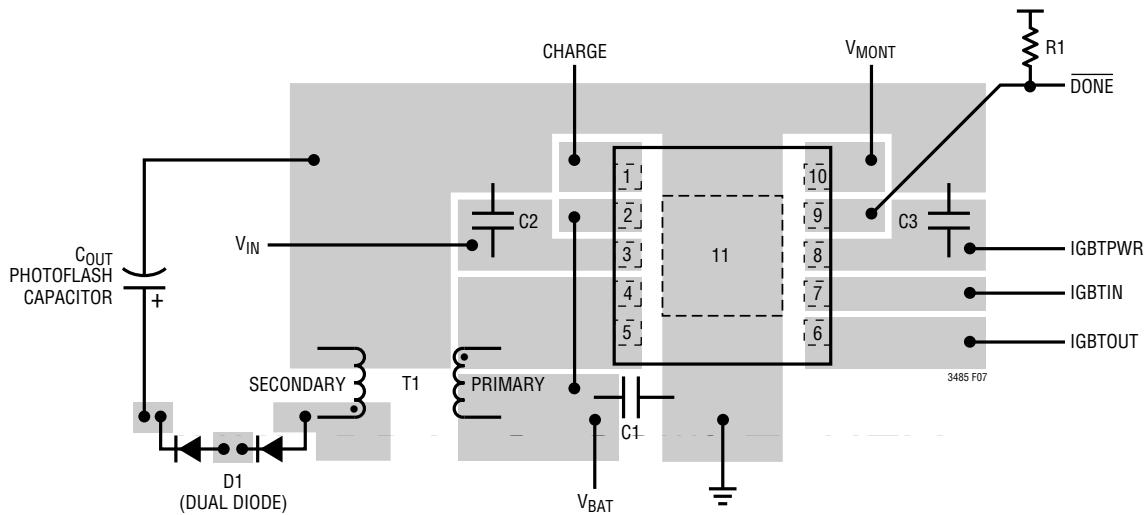 CHARGE
VMONT
R1
DONE
1
10
2
9
C2
C3
VIN
11
3
8
IGBTPWR
COUT
PHOTOFLASH
CAPACITOR
+
4
7
IGBTIN
5
6
IGBTOUT
3485 F07
SECONDARY
T1
PRIMARY
C1
D1
(DUAL DIODE)
VBAT